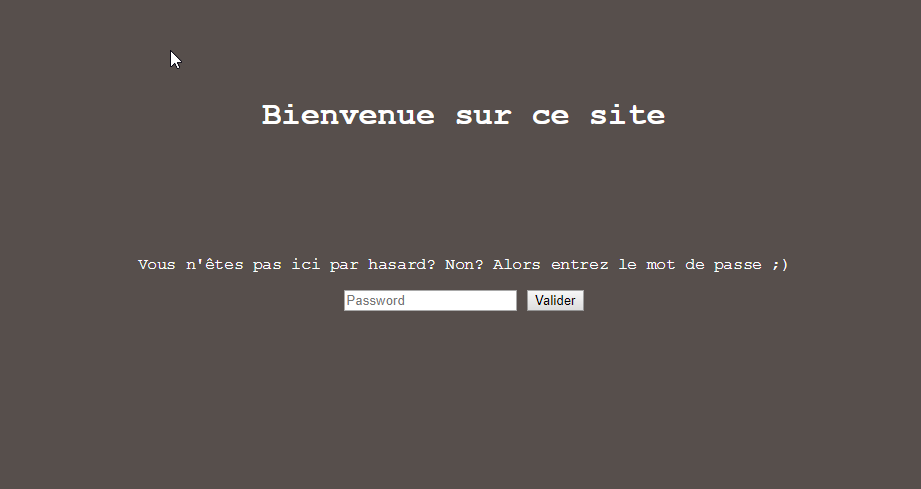 Bienvenue sur ce site
Vous n'êtes pas ici par hasard? Non? Alors entrez le mot de passe ;)
Password Valider